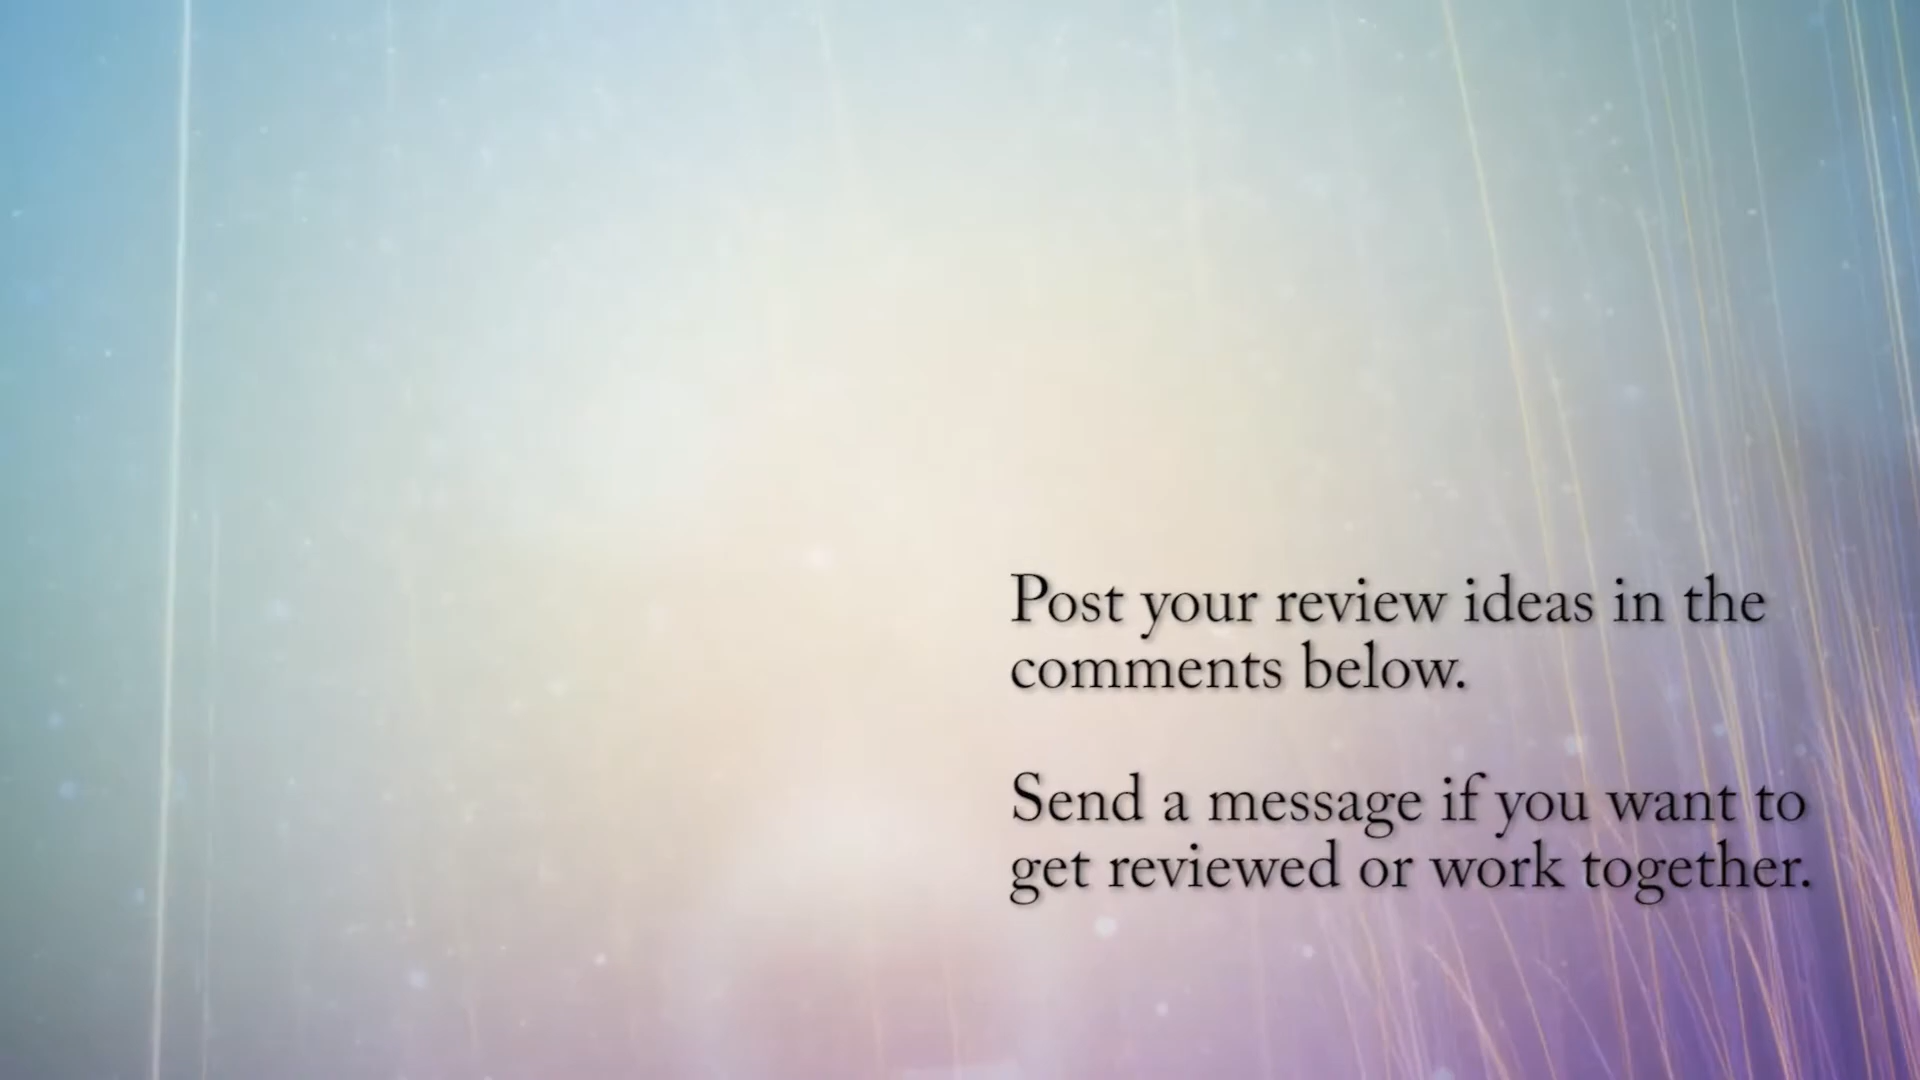 Post your review ideas in the
comments below.
Send a message if you want to
get reviewed or work together.